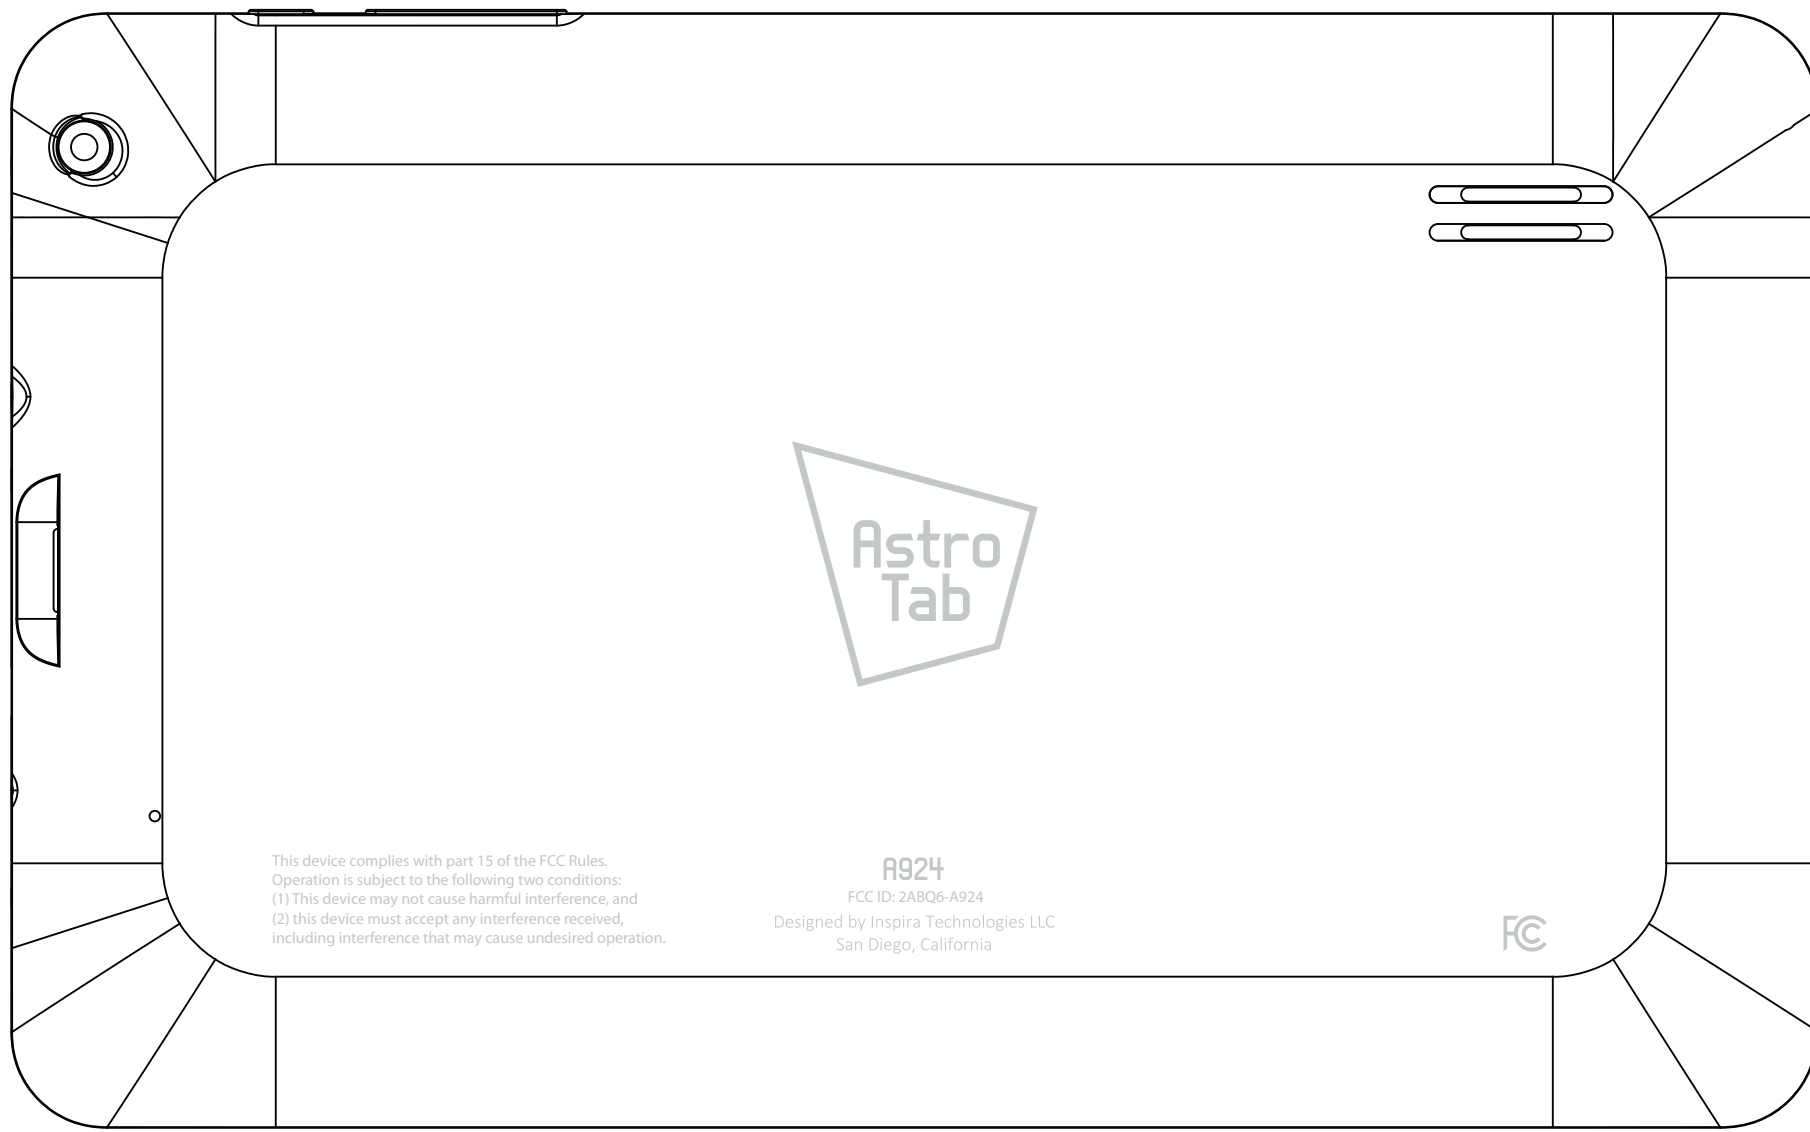 Astro
Tab
This device complies with part 15 of the FCC Rules.
Operation is subject to the following two conditions:
(1) This device may not cause harmful interference, and
(2) this device must accept any interference received,
including interference that may cause undesired operation.
A924
FCC ID: 2ABQ6-A924
Designed by Inspira Technologies LLC
San Diego, California
FC